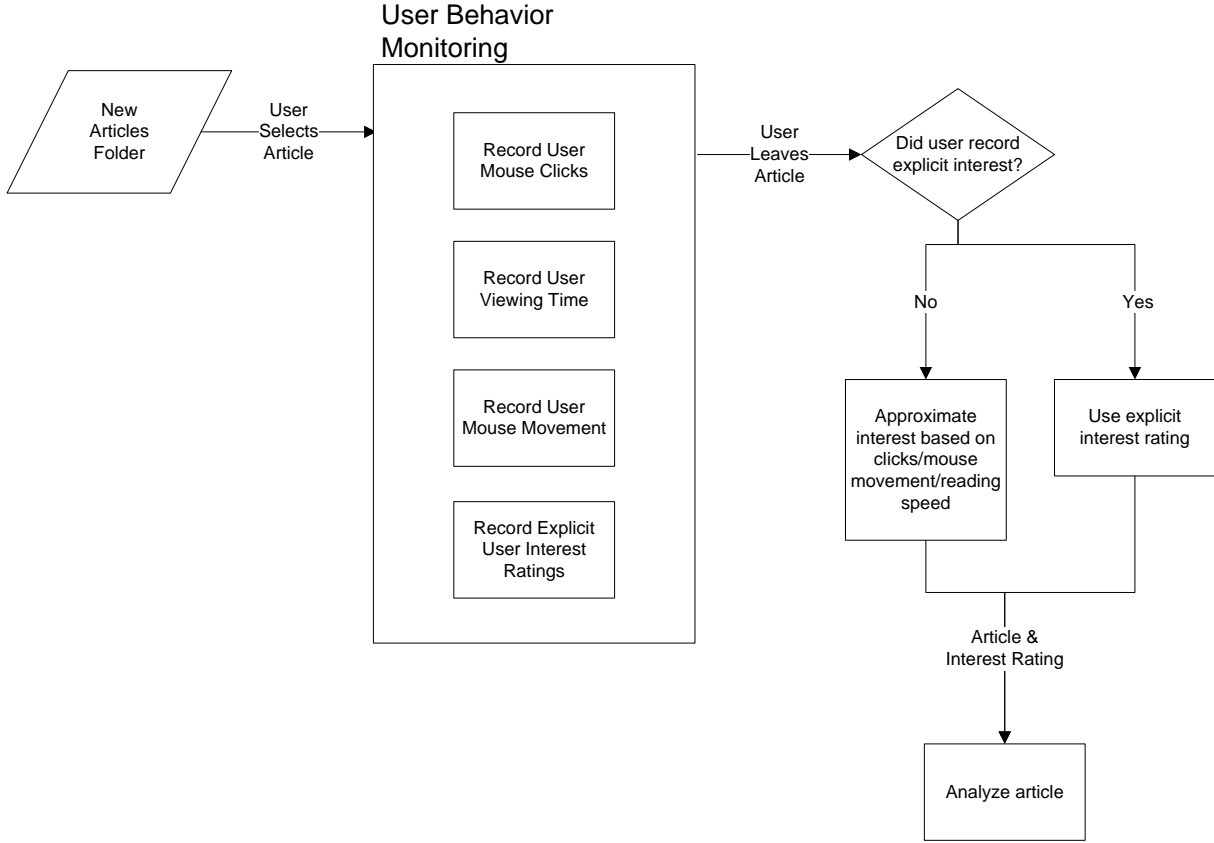 User Behavior
Monitoring
New
Articles
Folder
User
Selects
Article
Record User
Mouse Clicks
Record User
Viewing Time
Record User
Mouse Movement
Record Explicit
User Interest
Ratings
User
Leaves
Article
Did user record
explicit interest?
No
Yes
Approximate
interest based on
clicks/mouse
movement/reading
speed
Use explicit
interest rating
Article &
Interest Rating
Analyze article